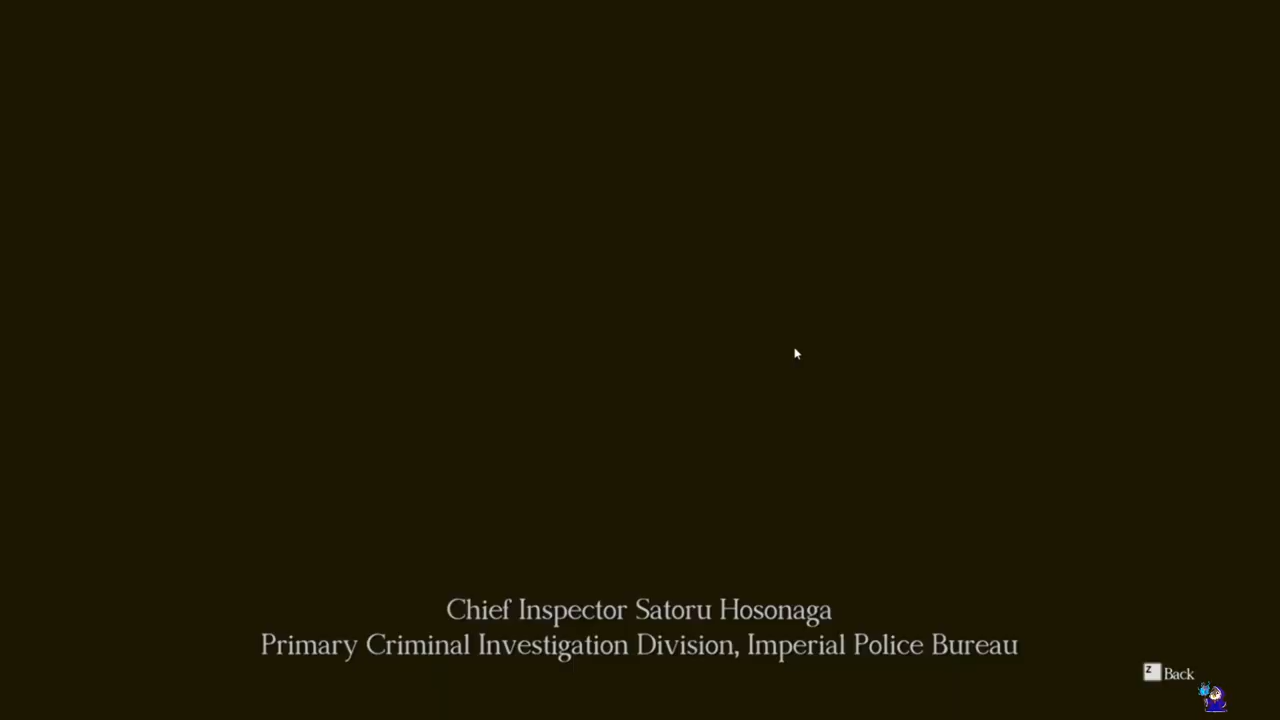 Chief Inspector Satoru Hosonaga
Primary Criminal Investigation Division, Imperial Police Bureau
Z Back